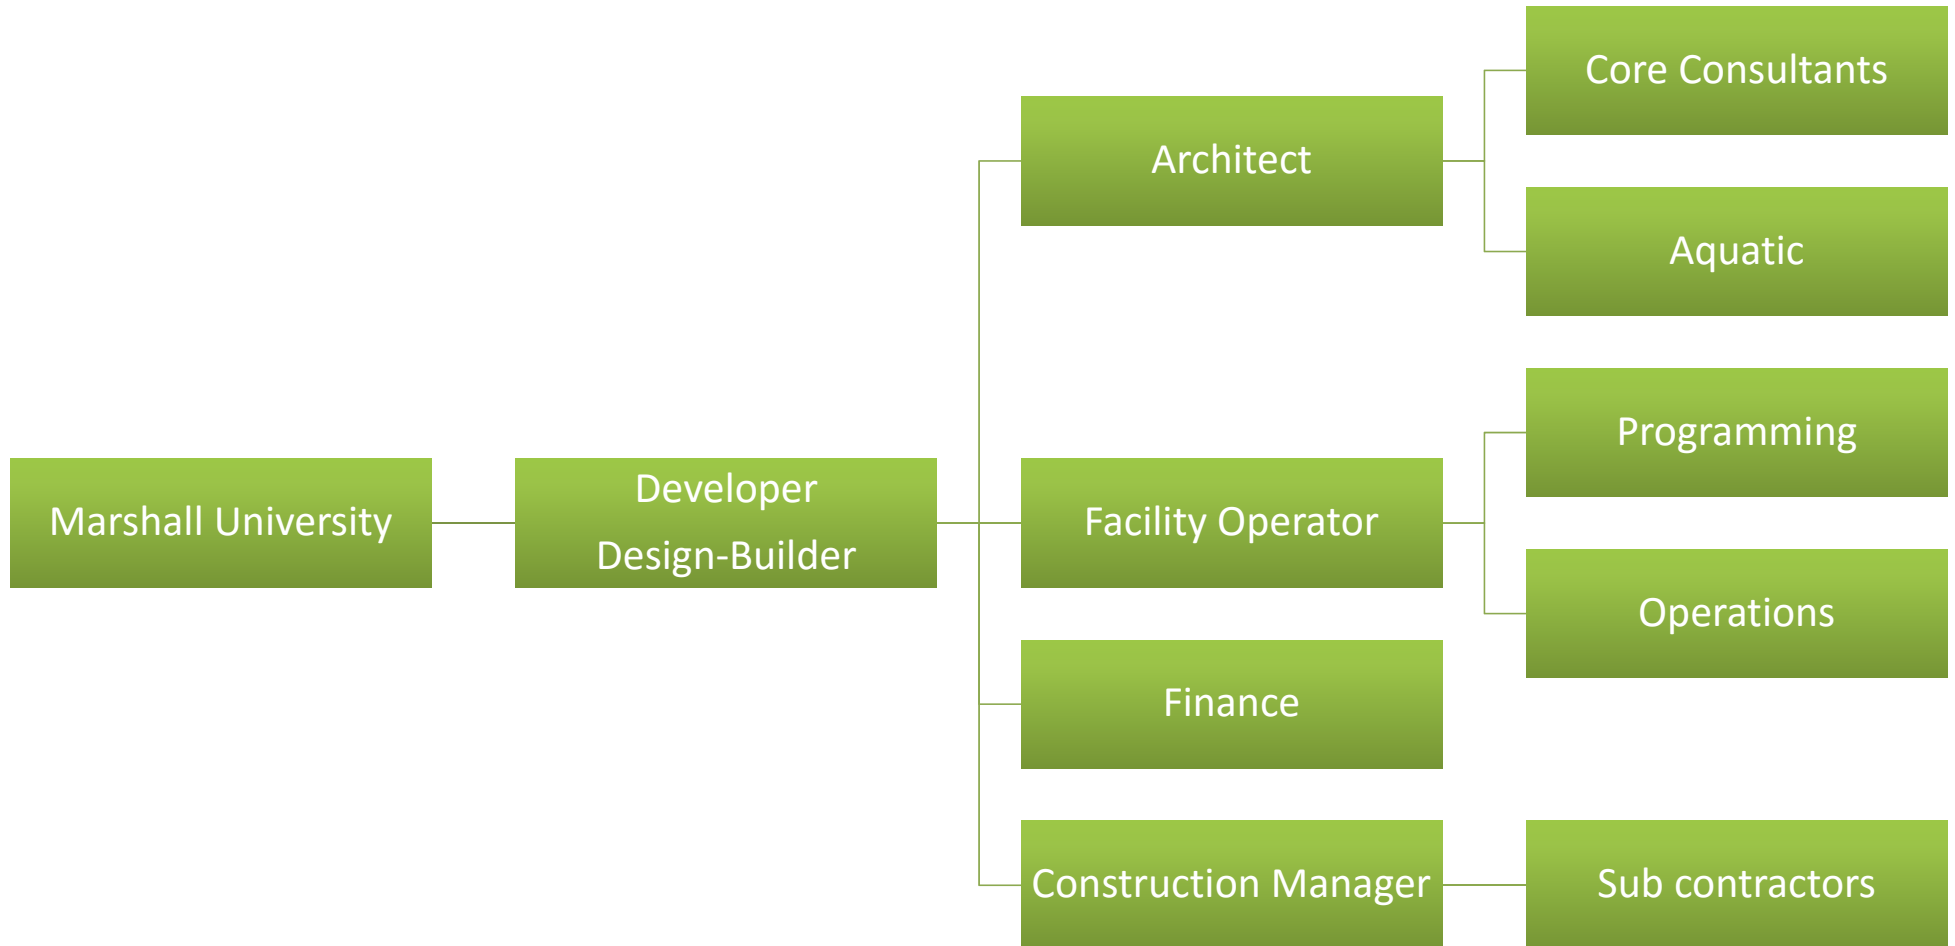 Marshall University
Developer
Design-Builder
Architect
Core Consultants
Aquatic
Facility Operator
Programming
Operations
Finance
Construction Manager
Sub contractors